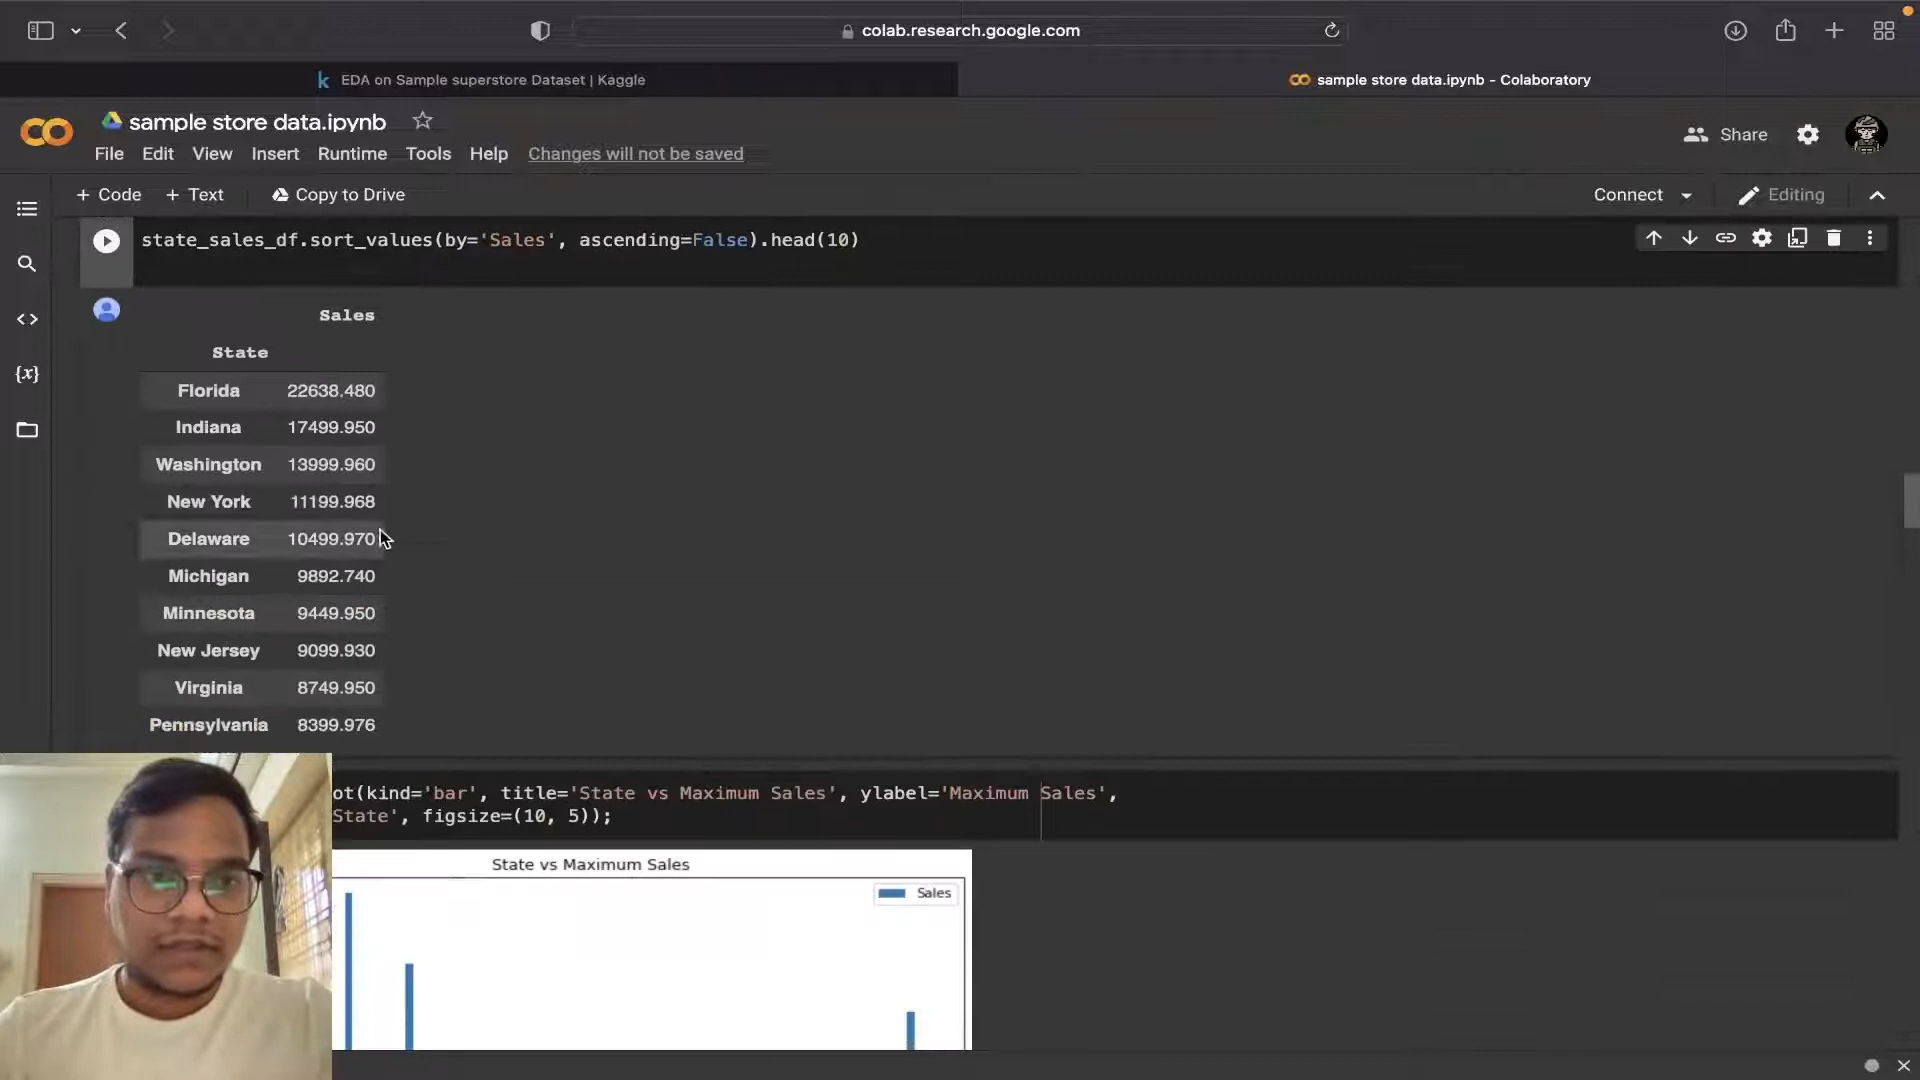 colab.research.google.com
EDA on Sample superstore Dataset | Kaggle
sample store data.ipynb - Colaboratory
sample store data.ipynb
Share
File Edit View Insert Runtime Tools Help Changes will not be saved
+ Code + Text Copy to Drive
Connect
Editing
state_sales_df.sort_values(by='Sales', ascending=False).head(10)
Sales
State
Florida 22638.480
Indiana 17499.950
Washington 13999.960
New York 11199.968
Delaware 10499.970
Michigan 9892.740
Minnesota 9449.950
New Jersey 9099.930
Virginia 8749.950
Pennsylvania 8399.976
ot(kind='bar', title='State vs Maximum Sales', ylabel='Maximum Sales',
State', figsize=(10, 5));
State vs Maximum Sales
Sales